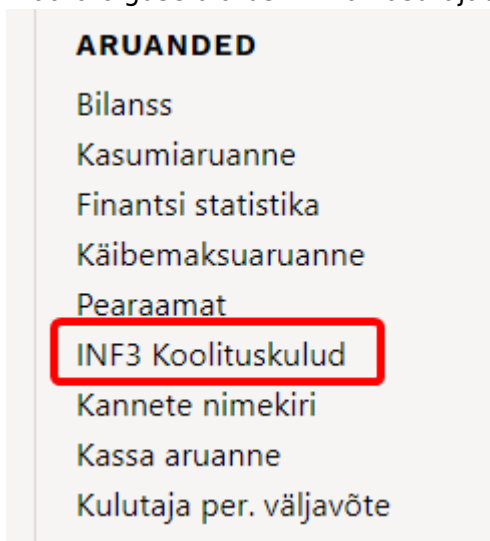 ARUANDED
Bilanss
Kasumiaruanne
Finantsi statistika
Käibemaksuaruanne
Pearaamat
INF3 Koolituskulud
Kannete nimekiri
Kassa aruanne
Kulutaja per. väljavõte